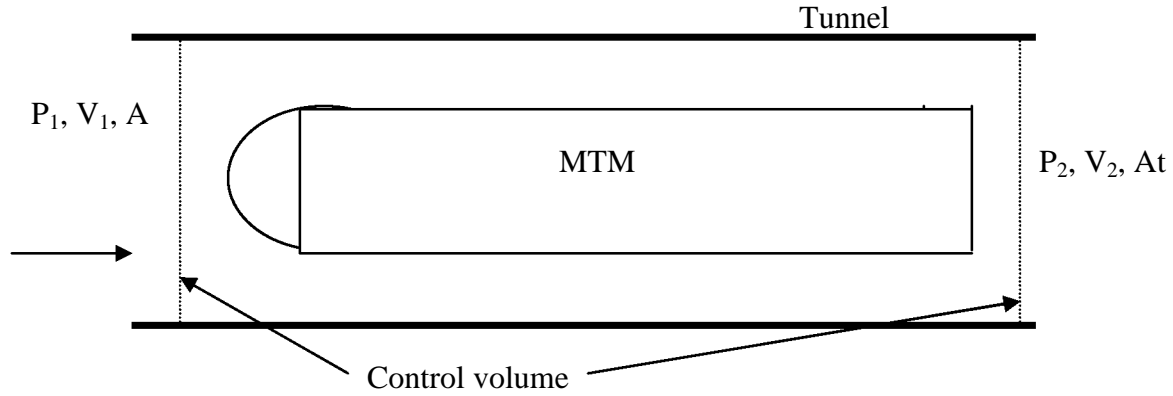 Tunnel
P₁, V₁, A
MTM
P₂, V₂, At
Control volume